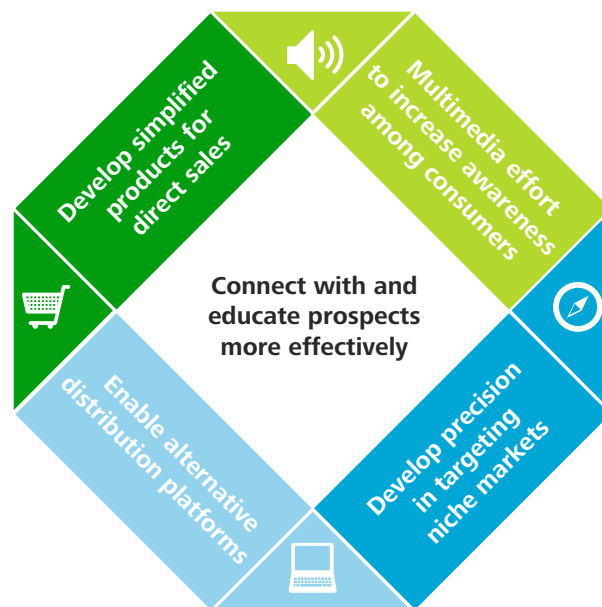 Develop simplified
products for
direct sales
Multimedia effort
to increase awareness
among consumers
Connect with and
educate prospects
more effectively
Enable alternative
distribution platforms
Develop precision
in targeting
niche markets